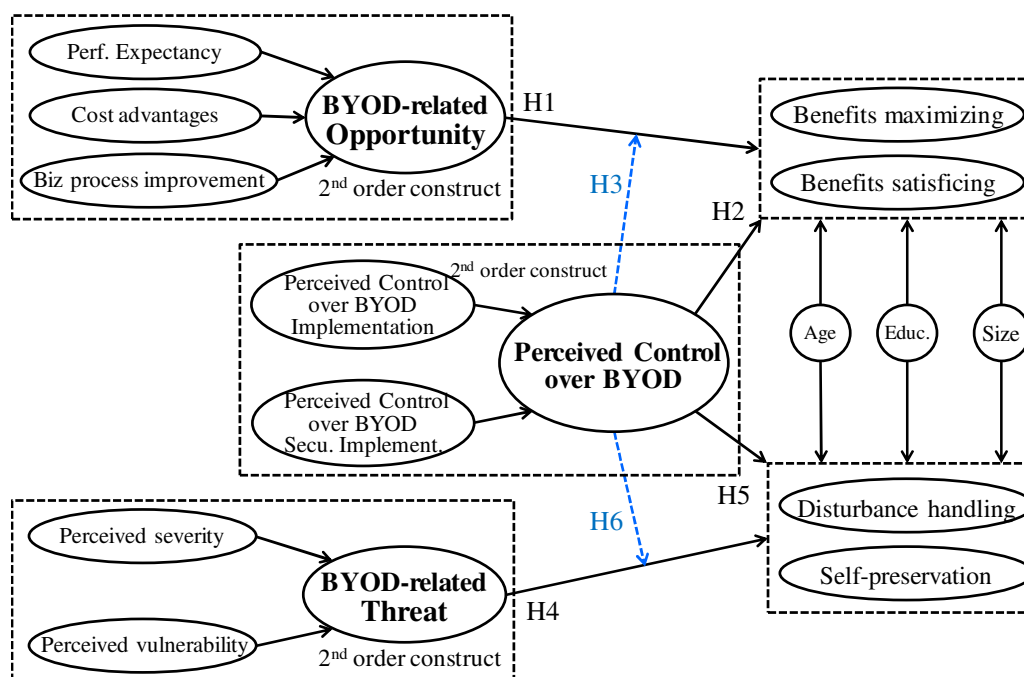 Perf. Expectancy
Cost advantages
Biz process improvement
BYOD-related
Opportunity
2nd order construct
H1
Benefits maximizing
Benefits satisficing
H3
H2
2nd order construct
Perceived Control
over BYOD
Implementation
Perceived Control
over BYOD
Perceived Control
over BYOD
Secu. Implement.
Age
Educ.
Size
H5
H6
Perceived severity
Perceived vulnerability
BYOD-related
Threat
2nd order construct
H4
Disturbance handling
Self-preservation